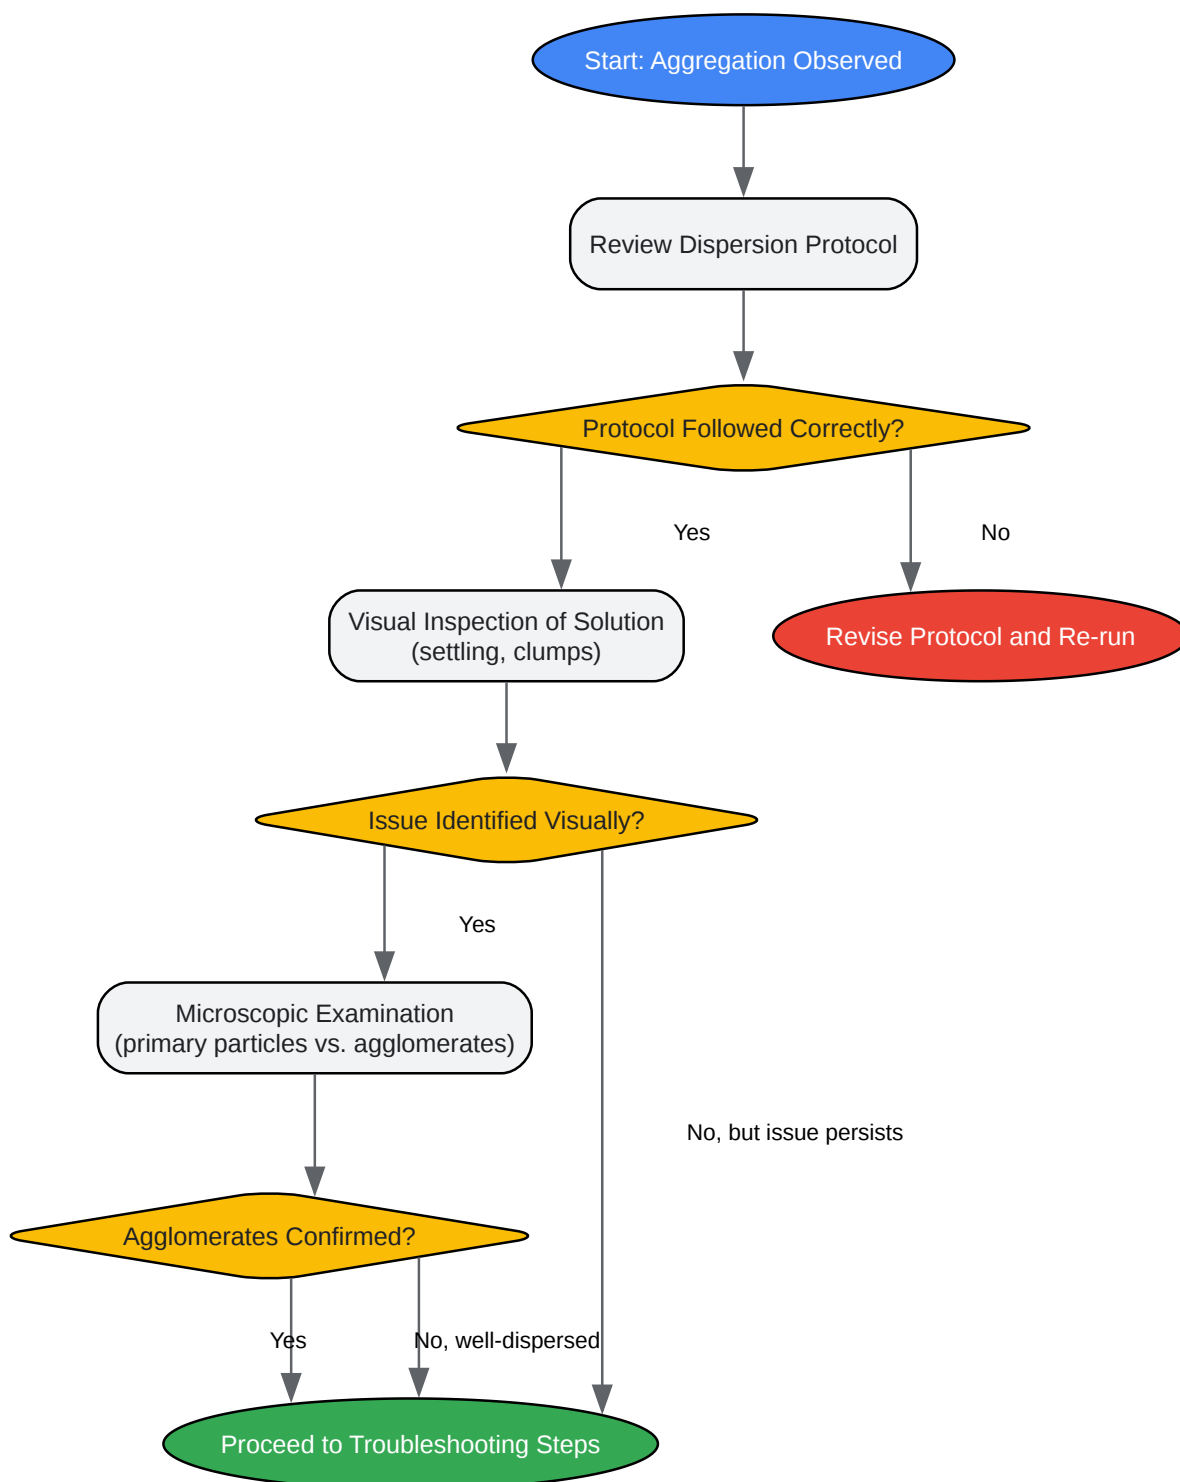 Start: Aggregation Observed
Review Dispersion Protocol
Protocol Followed Correctly?
Yes
No
Visual Inspection of Solution
(settling, clumps)
Revise Protocol and Re-run
Issue Identified Visually?
Yes
Microscopic Examination
(primary particles vs. agglomerates)
No, but issue persists
Agglomerates Confirmed?
Yes
No, well-dispersed
Proceed to Troubleshooting Steps